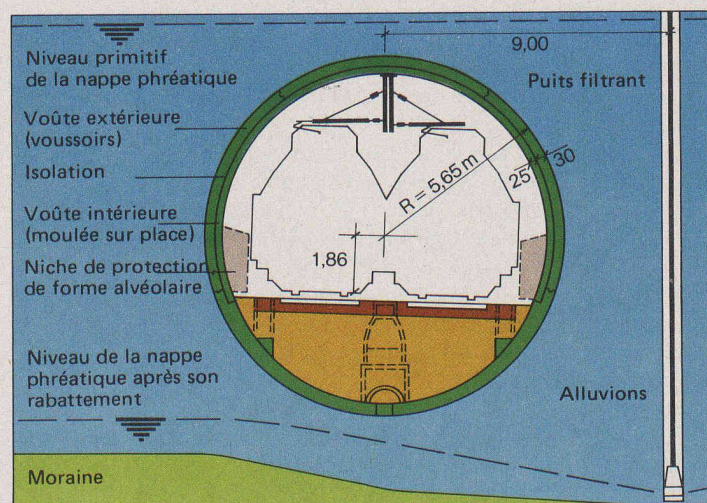 Niveau primitif
de la nappe phréatique
Voûte extérieure
(voussoirs)
Isolation
Voûte intérieure
(moulée sur place)
Niche de protection
de forme alvéolaire
Niveau de la nappe
phréatique après son
rabattement
Moraine
9,00
Puits filtrant
R = 5,65 m
25
30
1,86
Alluvions